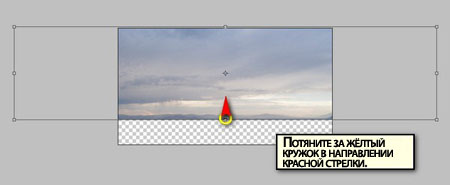 Потяните за жёлтый
кружок в направлении
красной стрелки.